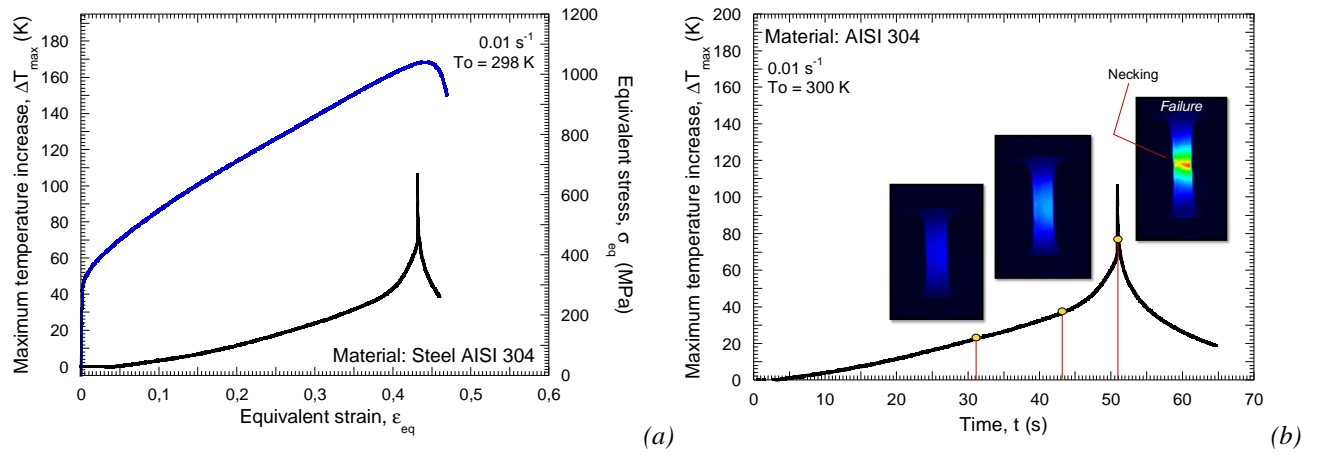 Maximum temperature increase, ΔT_max (K)
180
160
140
120
100
80
60
40
20
0
0
0,1
0,2
0,3
0,4
0,5
0,6
Equivalent strain, ε_eq
0.01 s⁻¹
To = 298 K
Material: Steel AISI 304
1200
1000
800
600
400
200
0
Equivalent stress, σ_eq (MPa)
(a)
Maximum temperature increase, ΔT_max (K)
200
180
160
140
120
100
80
60
40
20
0
0
10
20
30
40
50
60
70
Time, t (s)
Material: AISI 304
0.01 s⁻¹
To = 300 K
Necking
Failure
(b)